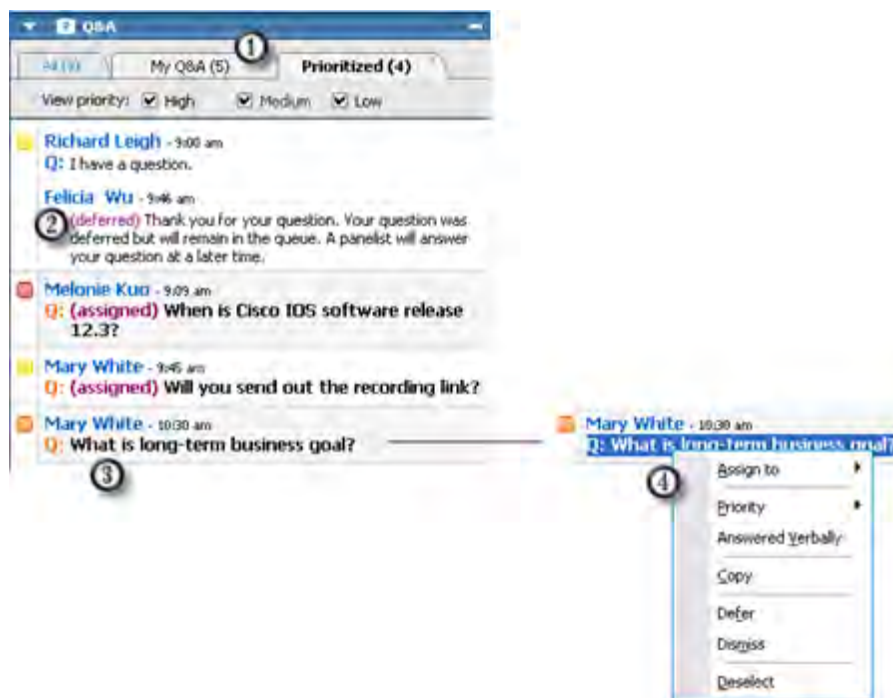 Q&A
1
My Q&A (5)
Prioritized (4)
View priority: High Medium Low
Richard Leigh - 9:00 am
Q: I have a question.
Felicia Wu - 9:46 am
2
(deferred) Thank you for your question. Your question was
deferred but will remain in the queue. A panelist will answer
your question at a later time.
Melonie Kuo - 9:09 am
Q: (assigned) When is Cisco IOS software release
12.3?
Mary White - 9:45 am
Q: (assigned) Will you send out the recording link?
Mary White - 10:30 am
Q: What is long-term business goal?
3
Mary White - 10:30 am
Q: What is long-term business goal?
4
Assign to
Priority
Answered Verbally
Copy
Defer
Dismiss
Deselect